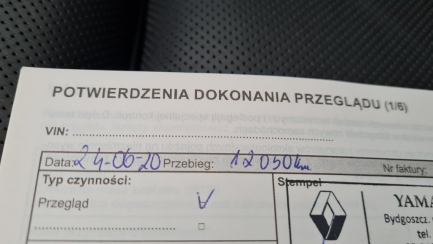 POTWIERDZENIA DOKONANIA PRZEGLĄDU (1/6)
VIN:
Data: 24-06-20 Przebieg: 12050km
Nr faktury:
Typ czynności:
Stempel
Przegląd V
YAMA
Bydgoszcz,
tel.